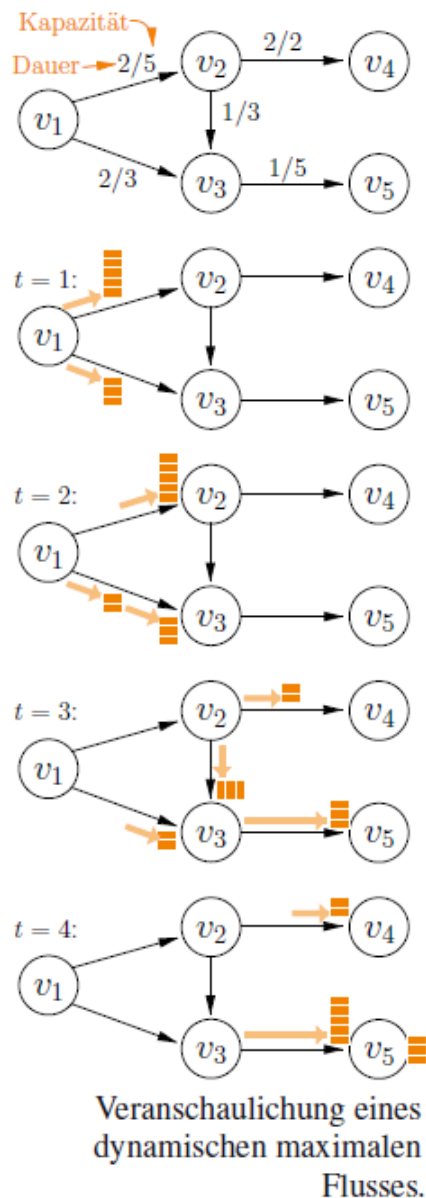 Kapazität
Dauer 2/5 v2 2/2 v4
v1 1/3
2/3 v3 1/5 v5
t = 1: v2 v4
v1
v3 v5
t = 2: v2 v4
v1
v3 v5
t = 3: v2 v4
v1
v3 v5
t = 4: v2 v4
v1
v3 v5
Veranschaulichung eines
dynamischen maximalen
Flusses.